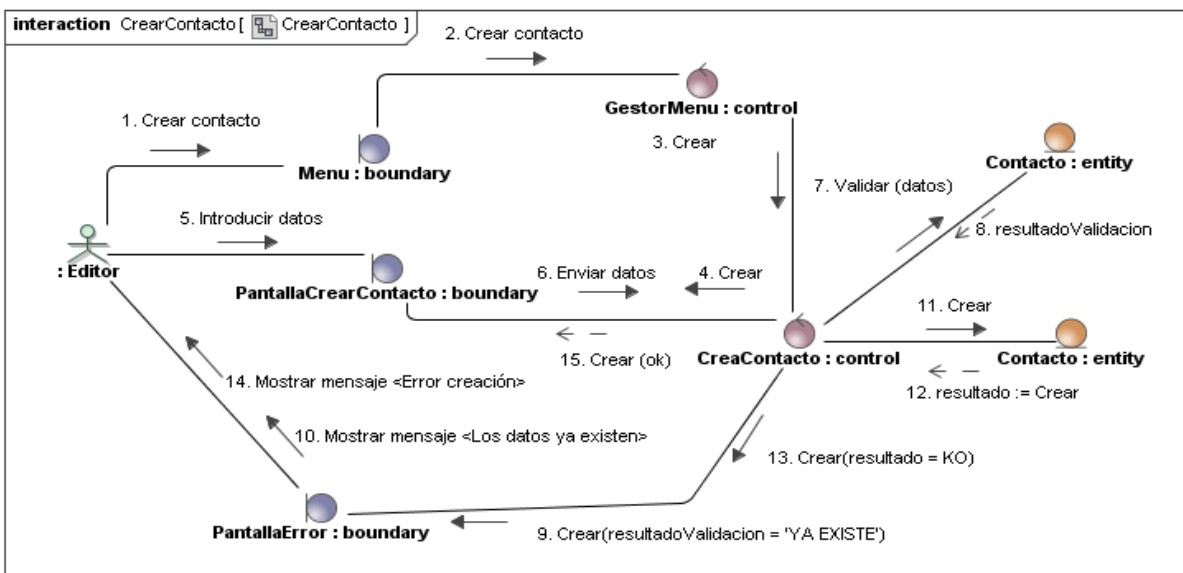 interaction CrearContacto[ CrearContacto ]
2. Crear contacto
GestorMenu : control
1. Crear contacto
3. Crear
Menu : boundary
Contacto : entity
7. Validar (datos)
5. Introducir datos
8. resultadoValidacion
: Editor
6. Enviar datos
4. Crear
PantallaCrearContacto : boundary
11. Crear
15. Crear (ok)
CreaContacto : control
Contacto : entity
14. Mostrar mensaje <Error creación>
12. resultado := Crear
10. Mostrar mensaje <Los datos ya existen>
13. Crear(resultado = KO)
PantallaError : boundary
9. Crear(resultadoValidacion = 'YA EXISTE')